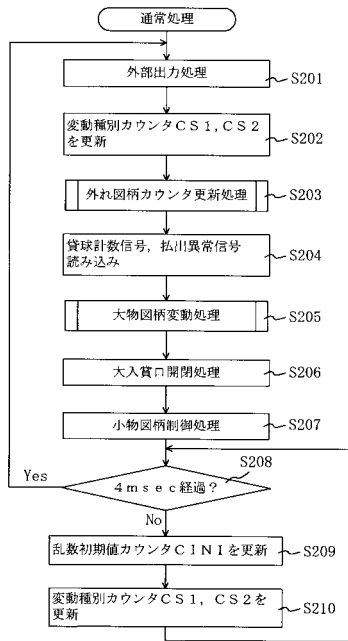 通常処理
外部出力処理
S201
変動種別カウンタCS1,CS2
を更新
S202
外れ図柄カウンタ更新処理
S203
貸球計数信号,払出異常信号
読み込み
S204
大物図柄変動処理
S205
大入賞口開閉処理
S206
小物図柄制御処理
S207
S208
Yes
4msec経過?
No
乱数初期値カウンタCINIを更新
S209
変動種別カウンタCS1, CS2を
更新
S210